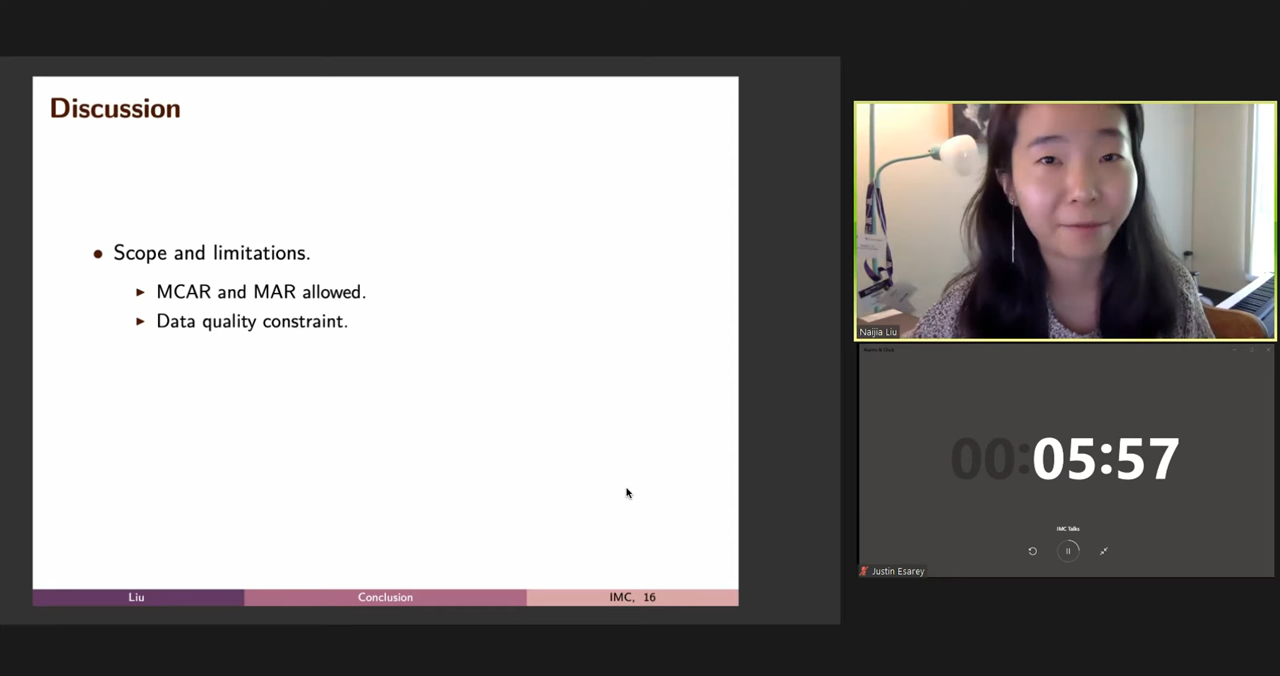 Discussion
• Scope and limitations.
▶ MCAR and MAR allowed.
▶ Data quality constraint.
Liu
Conclusion
IMC, 16
Naijia Liu
00:05:57
IMC Talks
Justin Esarey